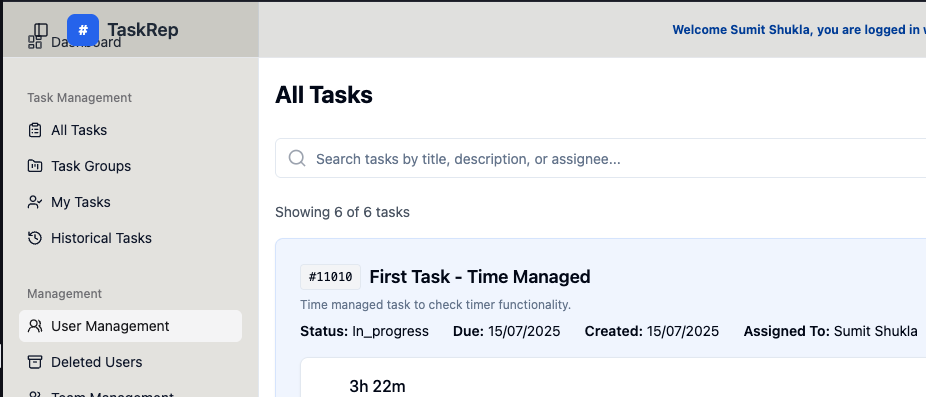 # TaskRep
Dashboard
Welcome Sumit Shukla, you are logged in
Task Management
All Tasks
Task Groups
My Tasks
Historical Tasks
Management
User Management
Deleted Users
Team Management
All Tasks
Search tasks by title, description, or assignee...
Showing 6 of 6 tasks
#11010 First Task - Time Managed
Time managed task to check timer functionality.
Status: In_progress Due: 15/07/2025 Created: 15/07/2025 Assigned To: Sumit Shukla
3h 22m